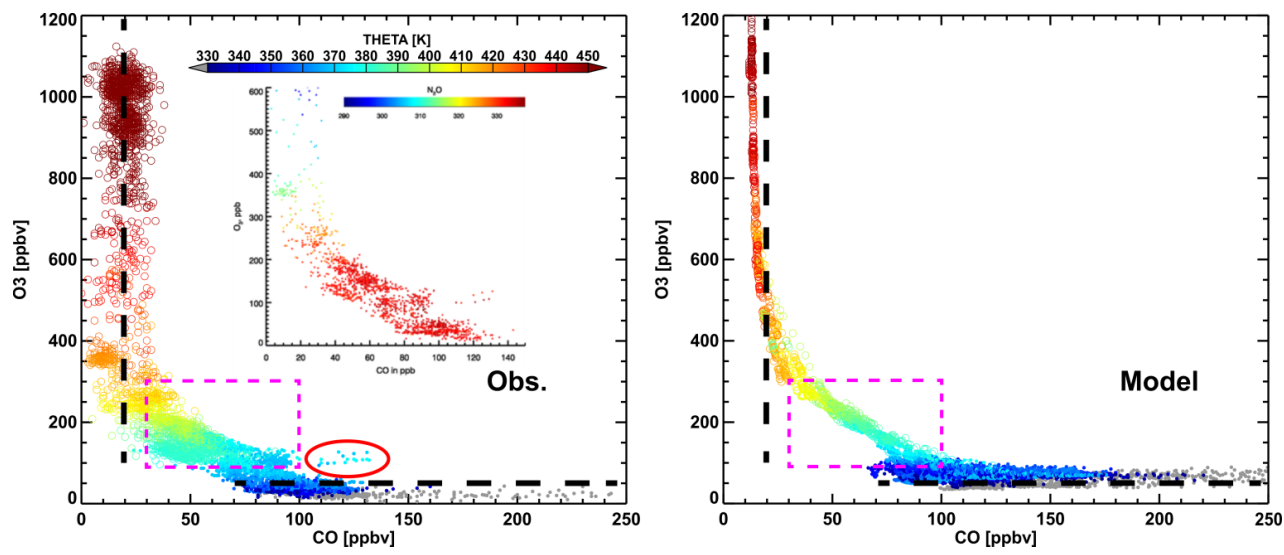 THETA [K]
330 340 350 360 370 380 390 400 410 420 430 440 450
1200
1000
800
600
400
200
0
O3 [ppbv]
0 50 100 150 200 250
CO [ppbv]
N2O
290 300 310 320 330
600
500
400
300
200
100
0
O3, ppb
0 20 40 60 80 100 120 140
CO in ppb
Obs.
1200
1000
800
600
400
200
0
O3 [ppbv]
0 50 100 150 200 250
CO [ppbv]
Model